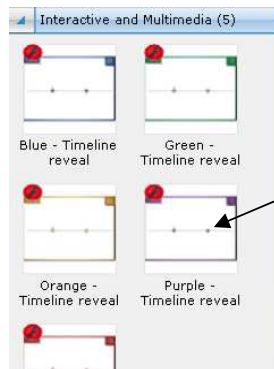 Interactive and Multimedia (5)
Blue - Timeline
reveal
Green -
Timeline reveal
Orange -
Timeline reveal
Purple -
Timeline reveal